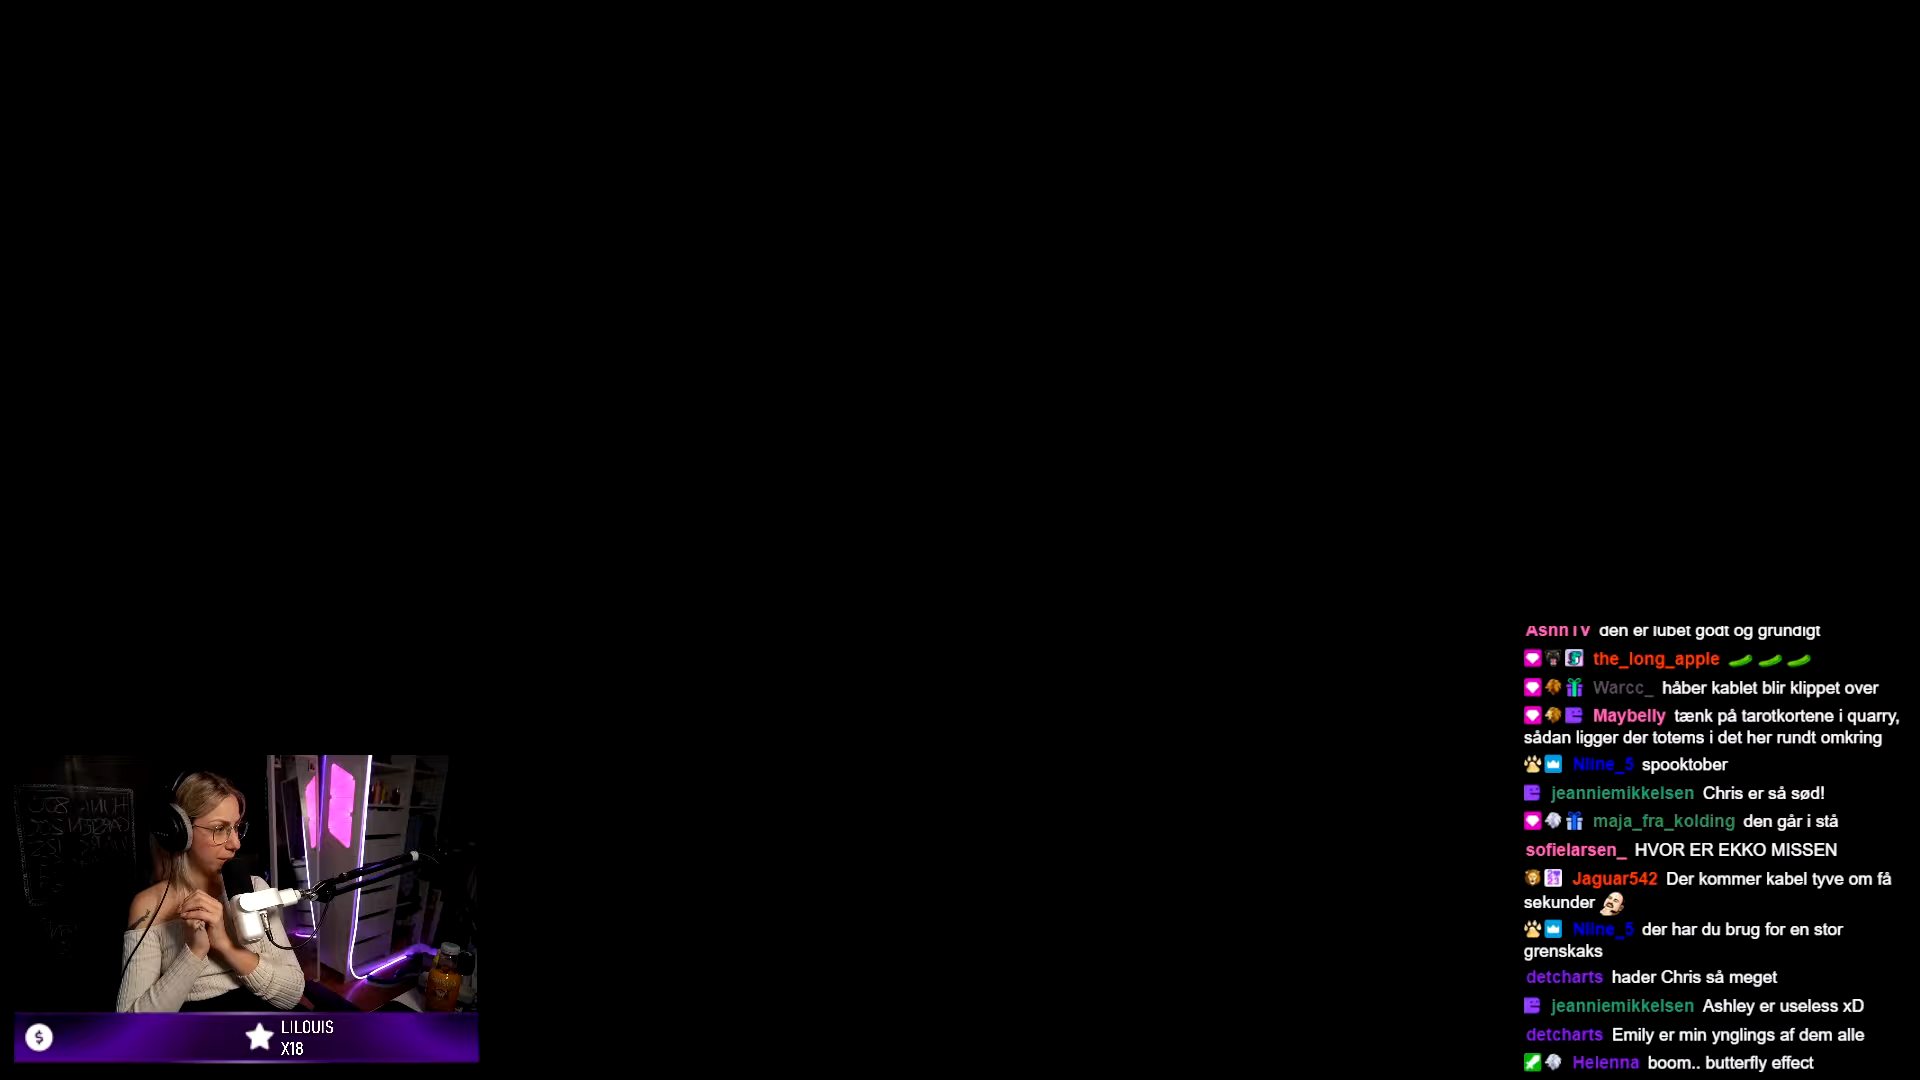 AshhTV den er lubet godt og grundigt
the_long_apple
Warcc_ håber kablet blir klippet over
Maybelly tænk på tarotkortene i quarry,
sådan ligger der totems i det her rundt omkring
Nline_5 spooktober
jeanniemikkelsen Chris er så sød!
maja_fra_kolding den går i stå
sofielarsen_ HVOR ER EKKO MISSEN
Jaguar542 Der kommer kabel tyve om få
sekunder
Nline_5 der har du brug for en stor
grenskaks
detcharts hader Chris så meget
jeanniemikkelsen Ashley er useless xD
detcharts Emily er min ynglings af dem alle
Helenna boom.. butterfly effect
$
LILOUIS
X18